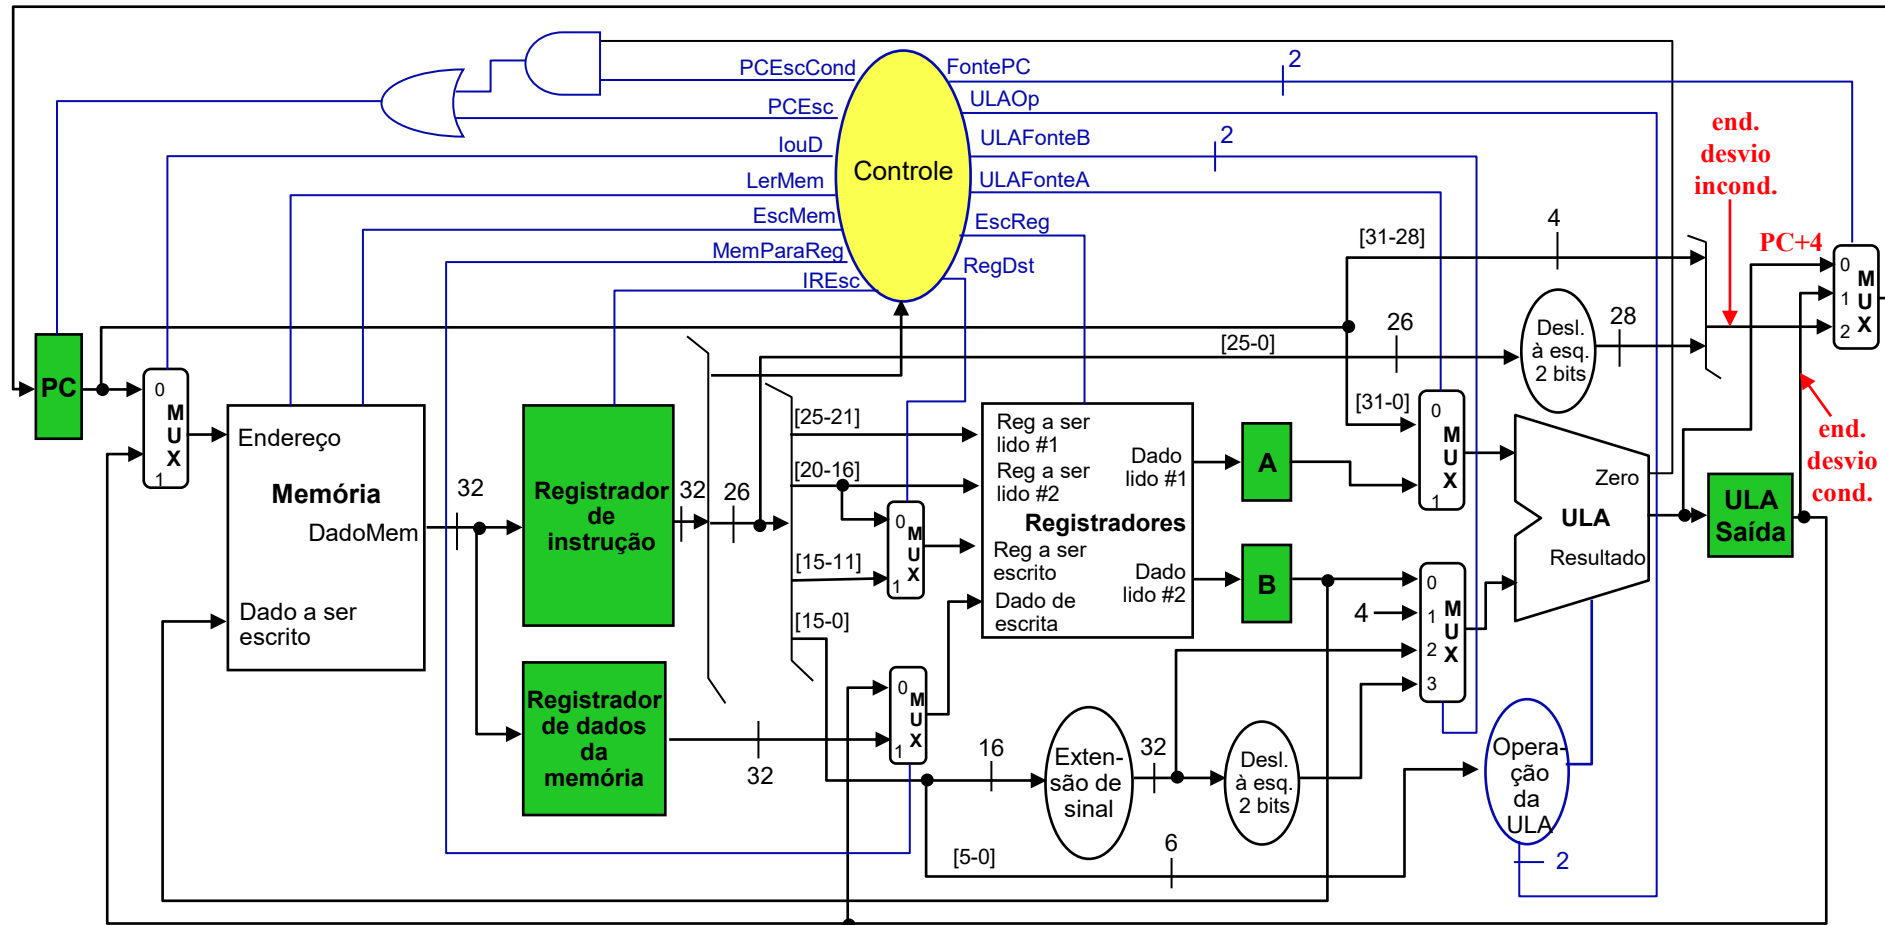 PCEscCond
PCEsc
IouD
LerMem
EscMem
MemParaReg
IREsc
Controle
FontePC
2
ULAOp
ULAFonteB
2
ULAFonteA
EscReg
RegDst
end.
desvio
incond.
PC+4
[31-28]
4
0
1
2
M
U
X
[25-0]
26
Desl.
à esq.
2 bits
28
end.
desvio
cond.
PC
0
M
U
X
1
Endereço
Memória
DadoMem
Dado a ser
escrito
32
Registrador
de
instrução
32
26
Registrador
de dados
da
memória
32
[25-21]
[20-16]
[15-11]
[15-0]
0
M
U
X
1
0
M
U
X
1
Reg a ser
lido #1
Reg a ser
lido #2
Registradores
Reg a ser
escrito
Dado de
escrita
Dado
lido #1
Dado
lido #2
A
B
[31-0]
0
M
U
X
1
4
0
1
2
3
M
U
X
Zero
ULA
Resultado
ULA
Saída
16
Exten-
são de
sinal
32
Desl.
à esq.
2 bits
Opera-
ção
da
ULA
[5-0]
6
2